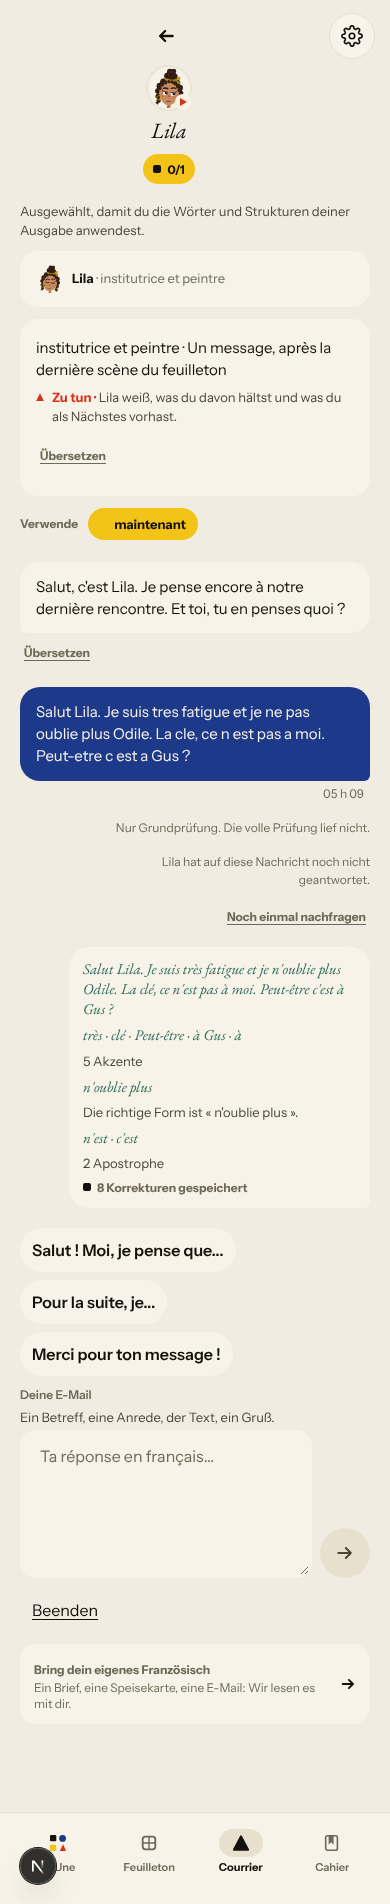 Lila
0/1
Ausgewählt, damit du die Wörter und Strukturen deiner
Ausgabe anwendest.
Lila · institutrice et peintre
institutrice et peintre · Un message, après la
dernière scène du feuilleton
Zu tun · Lila weiß, was du davon hältst und was du
als Nächstes vorhast.
Übersetzen
Verwende maintenant
Salut, c'est Lila. Je pense encore à notre
dernière rencontre. Et toi, tu en penses quoi ?
Übersetzen
Salut Lila. Je suis tres fatigue et je ne pas
oublie plus Odile. La cle, ce n est pas a moi.
Peut-etre c est a Gus ?
05 h 09
Nur Grundprüfung. Die volle Prüfung lief nicht.
Lila hat auf diese Nachricht noch nicht
geantwortet.
Noch einmal nachfragen
Salut Lila. Je suis très fatigue et je n'oublie plus
Odile. La clé, ce n'est pas à moi. Peut-être c'est à
Gus ?
très · clé · Peut-être · à Gus · à
5 Akzente
n'oublie plus
Die richtige Form ist « n'oublie plus ».
n'est · c'est
2 Apostrophe
8 Korrekturen gespeichert
Salut ! Moi, je pense que...
Pour la suite, je...
Merci pour ton message !
Deine E-Mail
Ein Betreff, eine Anrede, der Text, ein Gruß.
Ta réponse en français...
Beenden
Bring dein eigenes Französisch
Ein Brief, eine Speisekarte, eine E-Mail: Wir lesen es
mit dir.
N
Une
Feuilleton
Courrier
Cahier